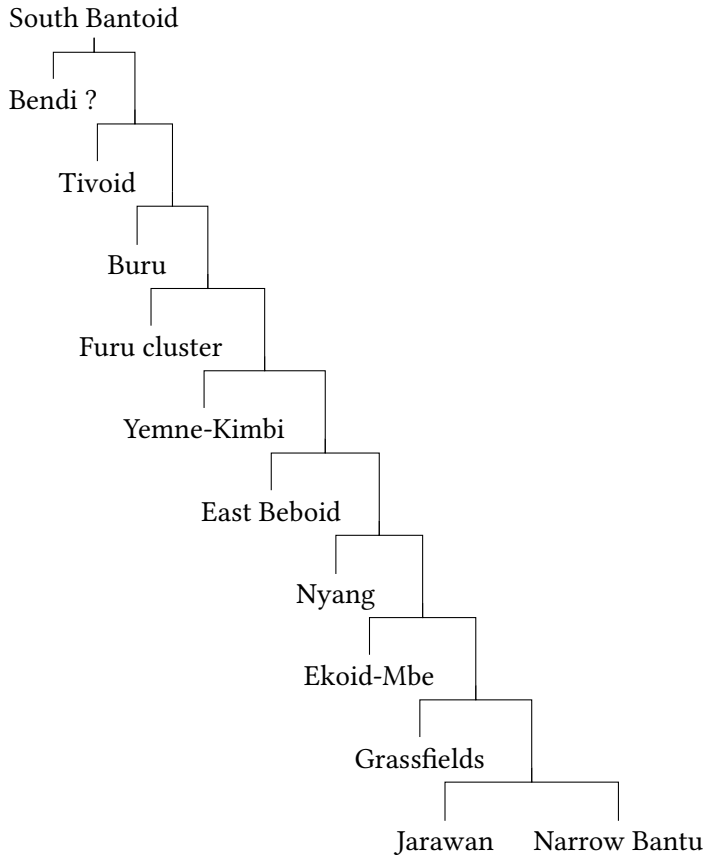 South Bantoid
Bendi ?
Tivoid
Buru
Furu cluster
Yemne-Kimbi
East Beboid
Nyang
Ekoid-Mbe
Grassfields
Jarawan Narrow Bantu